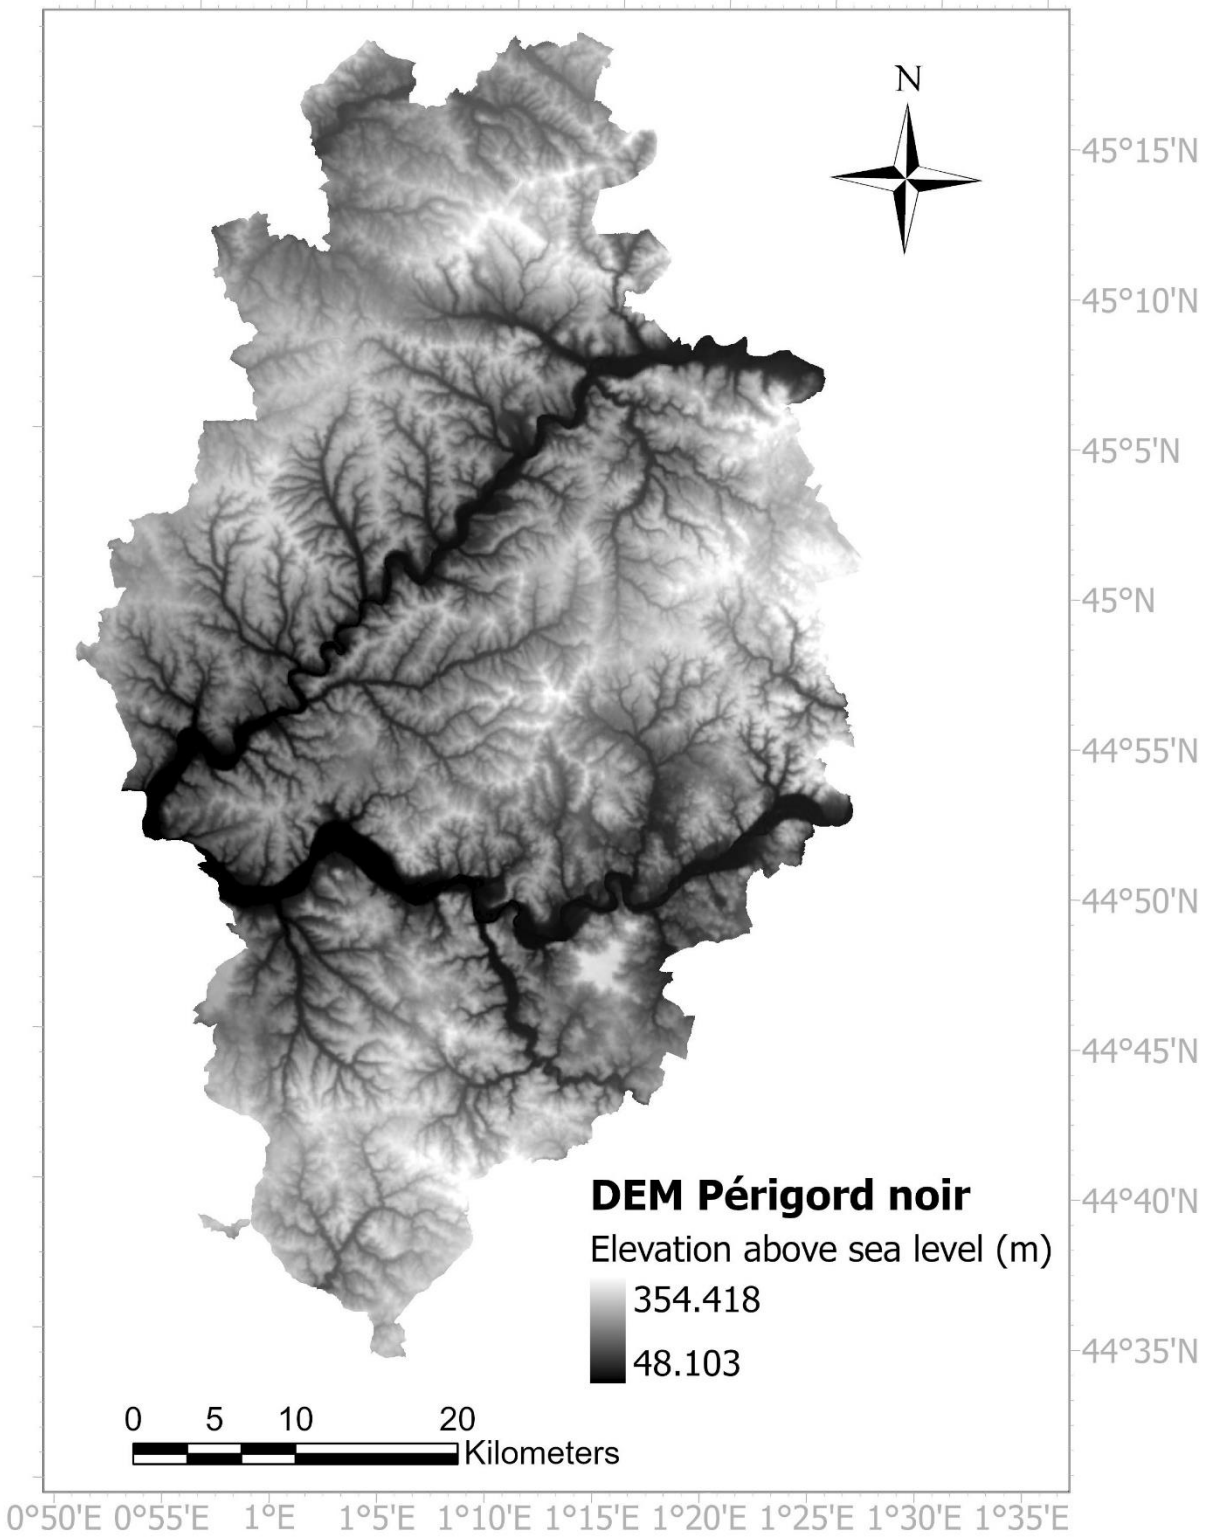 N
45°15'N
45°10'N
45°5'N
45°N
44°55'N
44°50'N
44°45'N
44°40'N
44°35'N
DEM Périgord noir
Elevation above sea level (m)
354.418
48.103
0 5 10 20
Kilometers
0°50'E 0°55'E 1°E 1°5'E 1°10'E 1°15'E 1°20'E 1°25'E 1°30'E 1°35'E